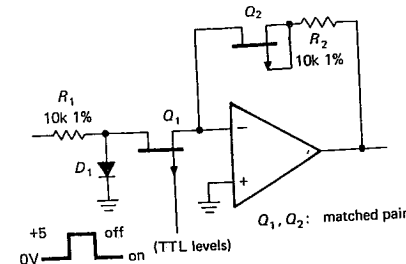 Q2
R2
10k 1%
R1
10k 1%
Q1
D1
−
+
Q1, Q2: matched pair
+5
off
0V
on
(TTL levels)